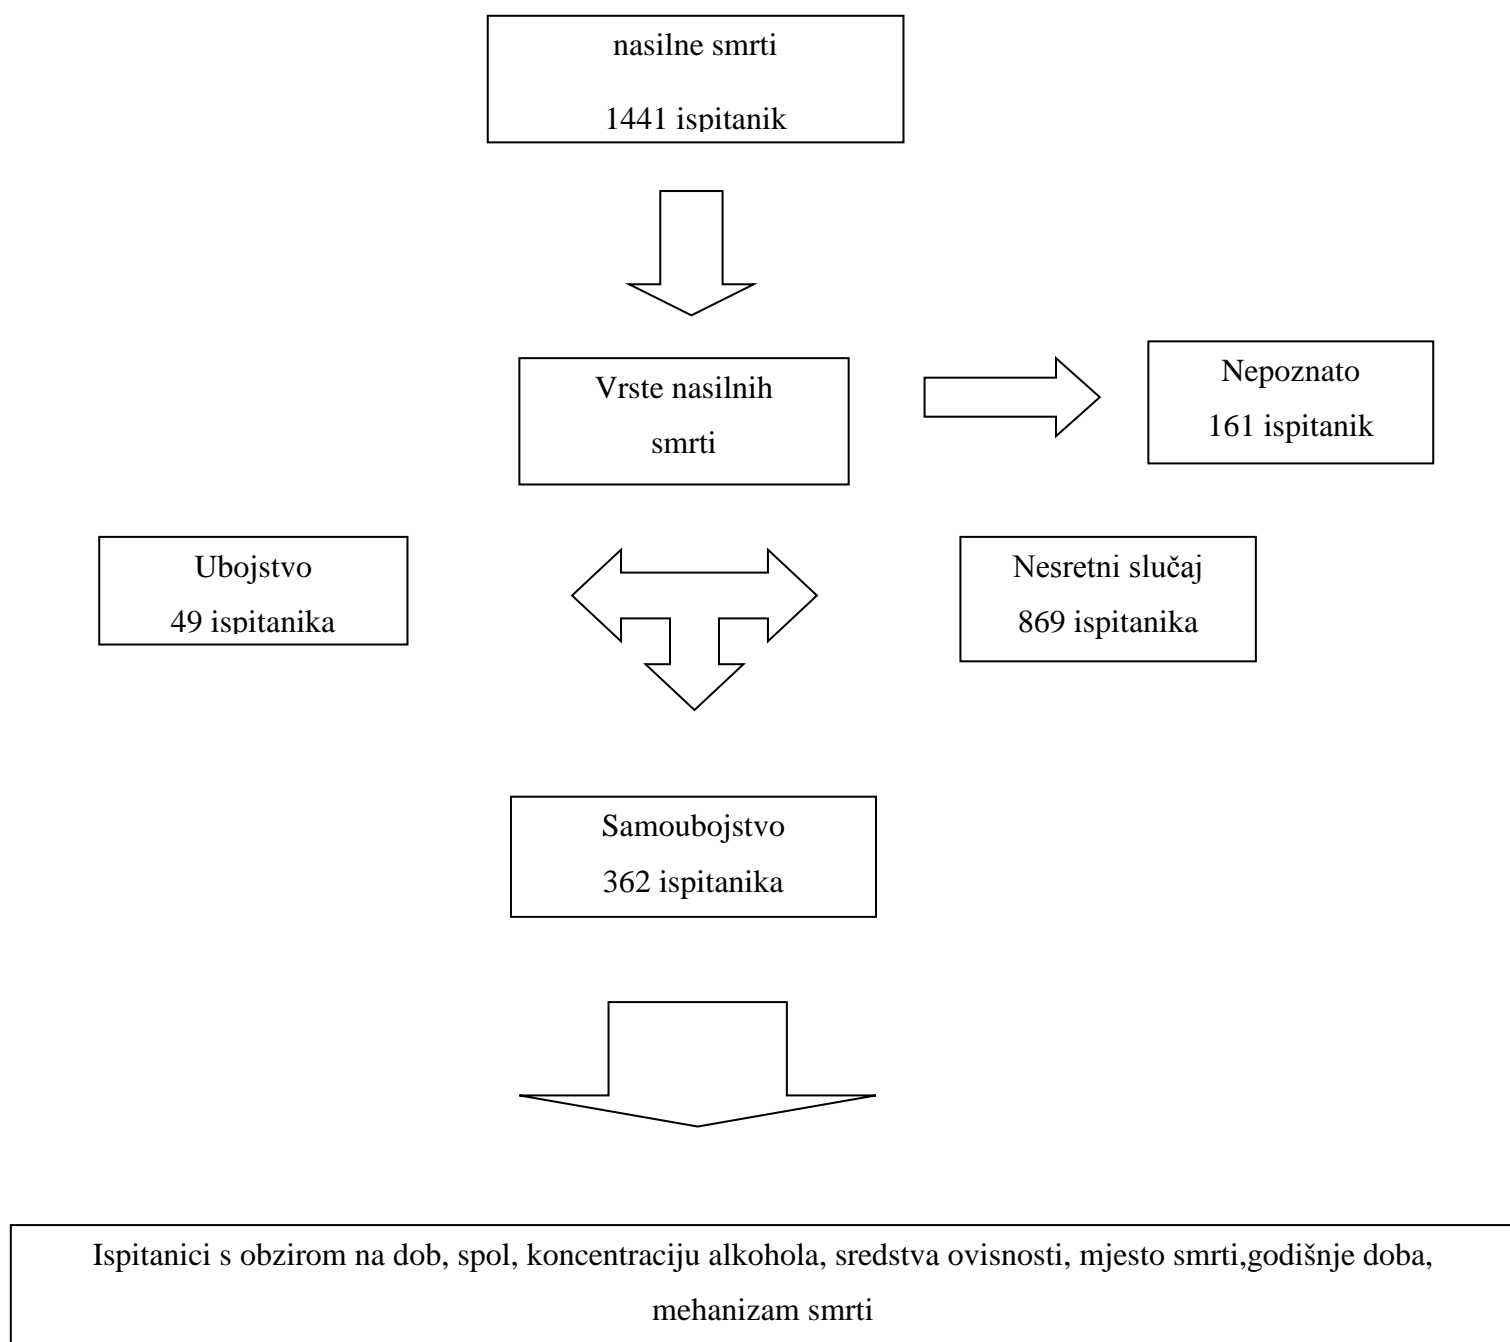 nasilne smrti
1441 ispitanik
Vrste nasilnih
smrti
Nepoznato
161 ispitanik
Ubojstvo
49 ispitanika
Nesretni slučaj
869 ispitanika
Samoubojstvo
362 ispitanika
Ispitanici s obzirom na dob, spol, koncentraciju alkohola, sredstva ovisnosti, mjesto smrti,godišnje doba,
mehanizam smrti